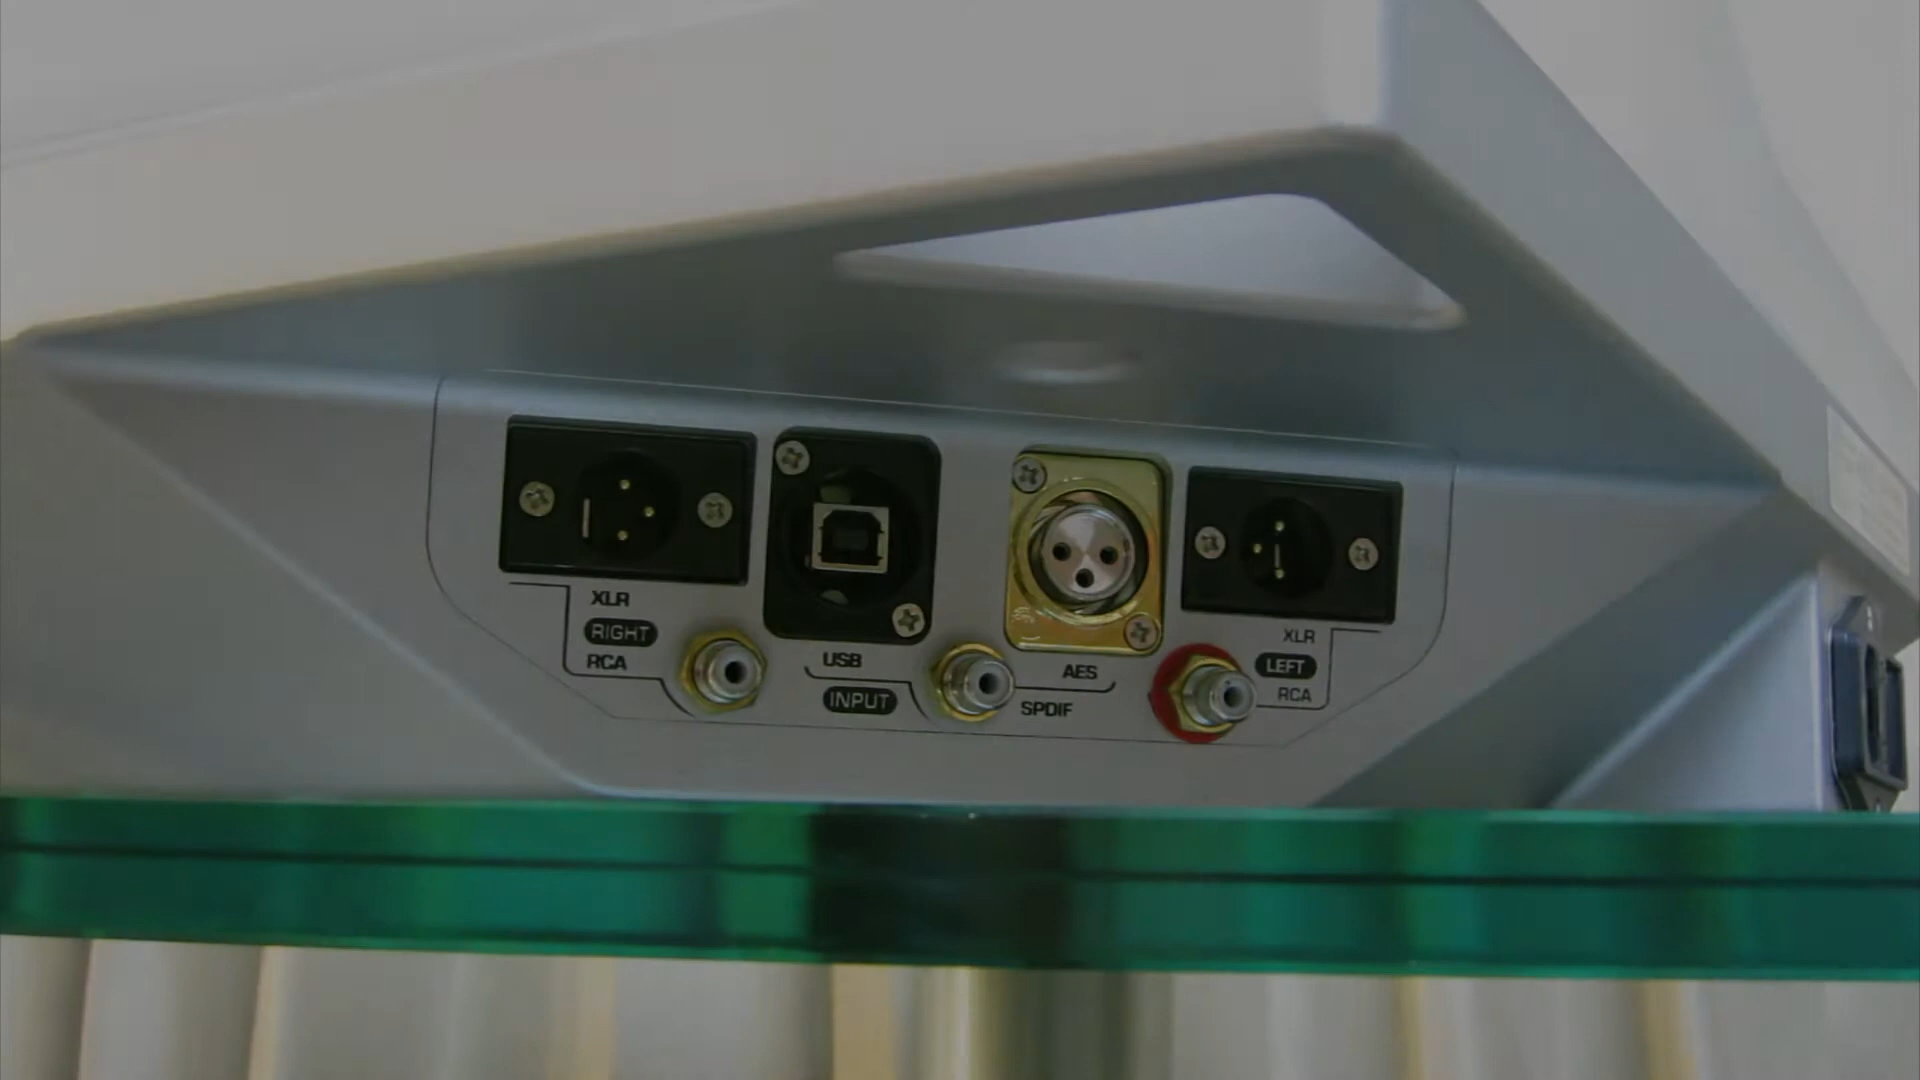 XLR
RIGHT
RCA
USB
INPUT
SPDIF
AES
XLR
LEFT
RCA